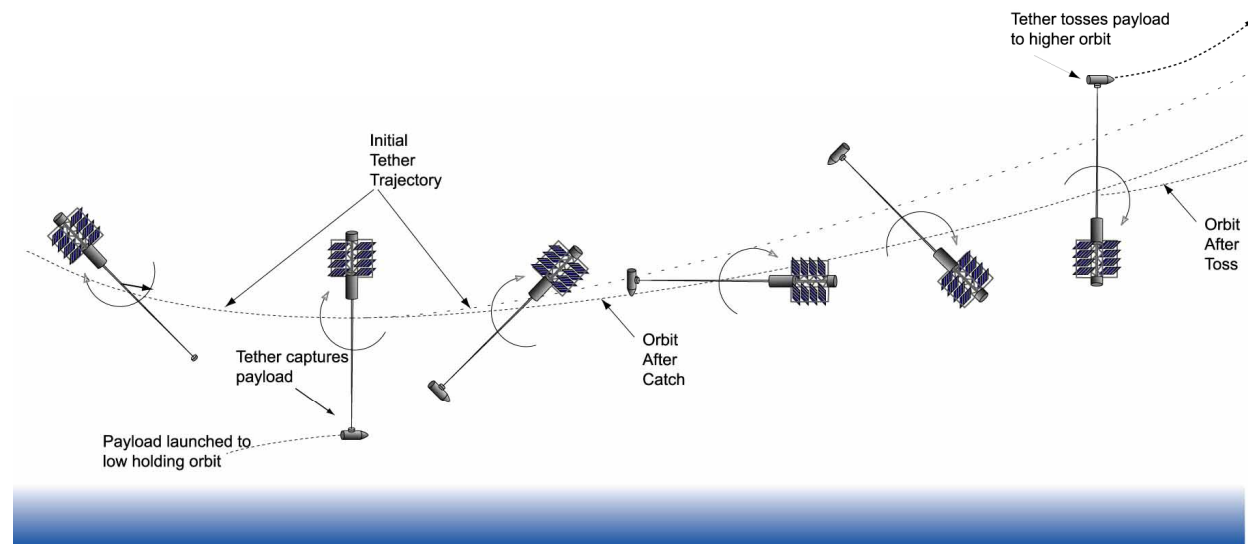 Tether tosses payload
to higher orbit
Initial
Tether
Trajectory
Orbit
After
Toss
Tether captures
payload
Orbit
After
Catch
Payload launched to
low holding orbit